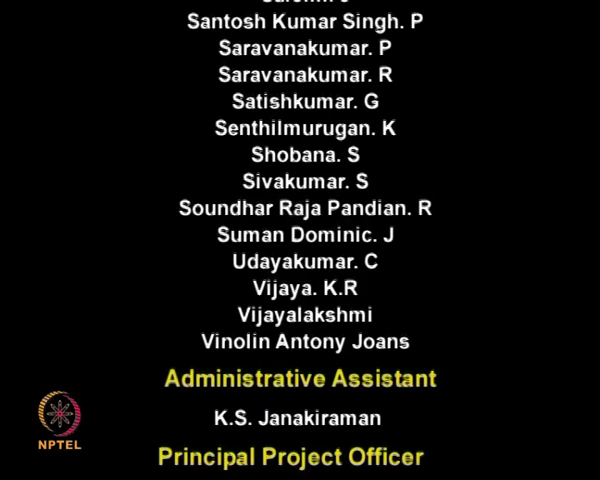 Santosh Kumar Singh. P
Saravanakumar. P
Saravanakumar. R
Satishkumar. G
Senthilmurugan. K
Shobana. S
Sivakumar. S
Soundhar Raja Pandian. R
Suman Dominic. J
Udayakumar. C
Vijaya. K.R
Vijayalakshmi
Vinolin Antony Joans
Administrative Assistant
K.S. Janakiraman
NPTEL
Principal Project Officer